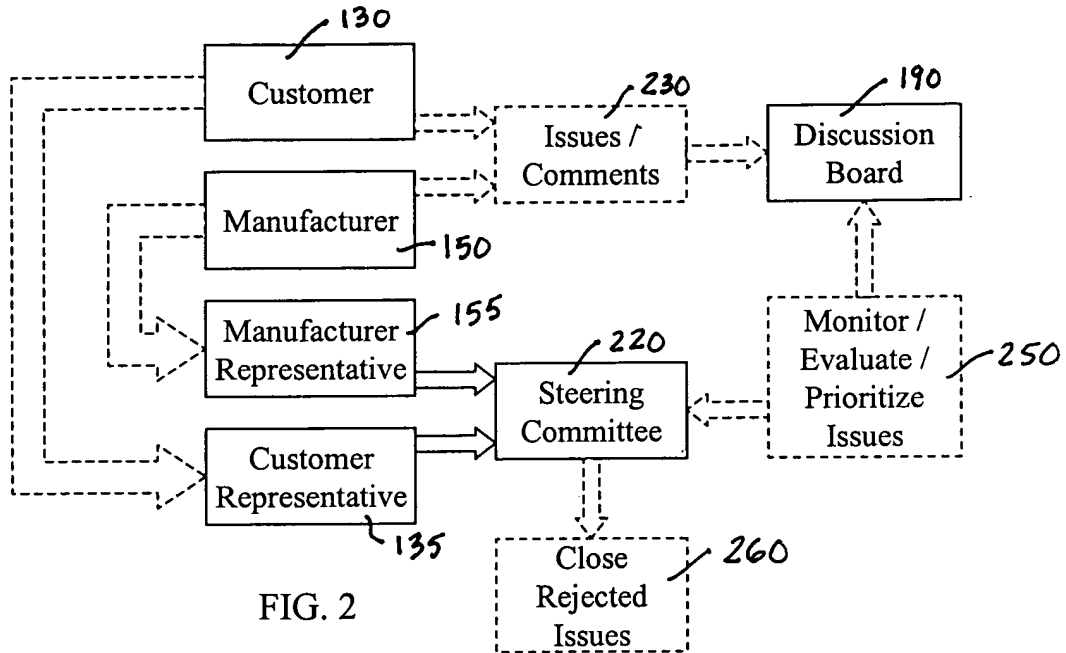 130
Customer
230
Issues /
Comments
190
Discussion
Board
Manufacturer
150
Manufacturer
Representative
155
220
Steering
Committee
Monitor /
Evaluate /
Prioritize
Issues
250
Customer
Representative
135
Close
Rejected
Issues
260
FIG. 2